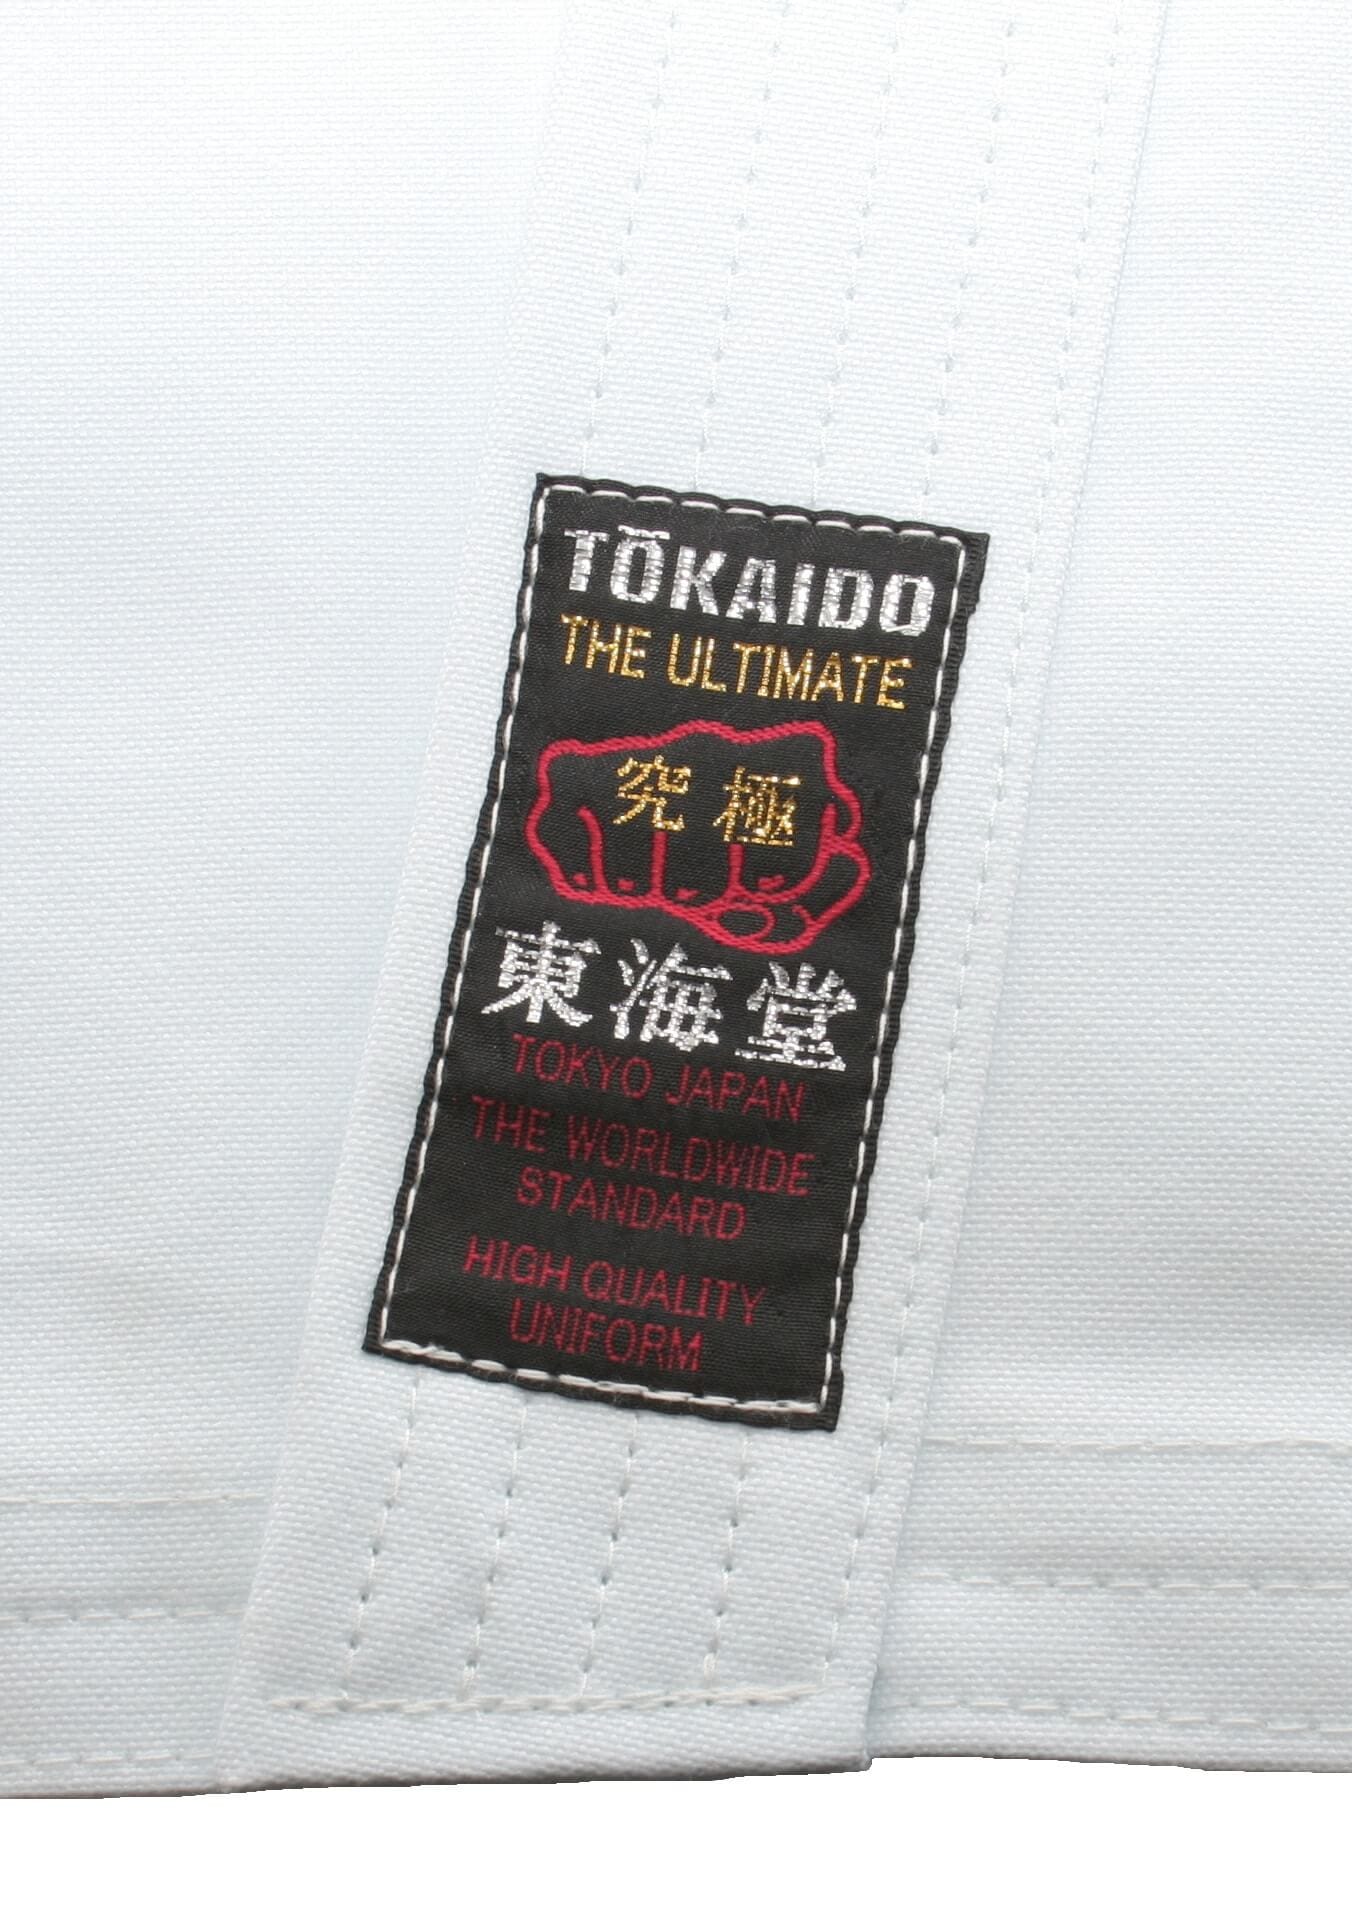 TŌKAIDO
THE ULTIMATE
究極
東海堂
TOKYO JAPAN
THE WORLDWIDE
STANDARD
HIGH QUALITY
UNIFORM